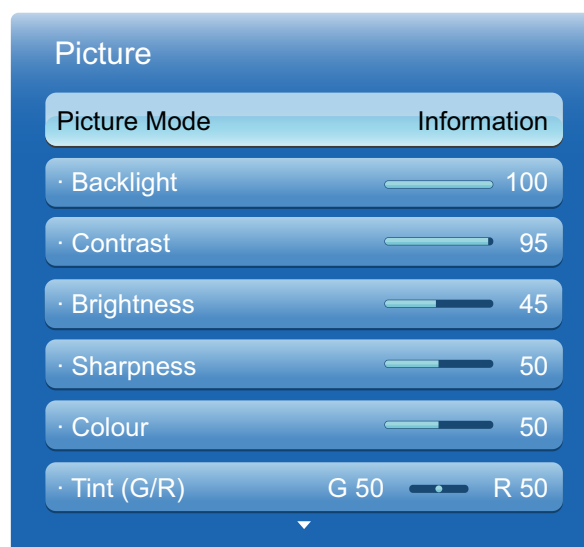 Picture
Picture Mode Information
· Backlight 100
· Contrast 95
· Brightness 45
· Sharpness 50
· Colour 50
· Tint (G/R) G 50 R 50